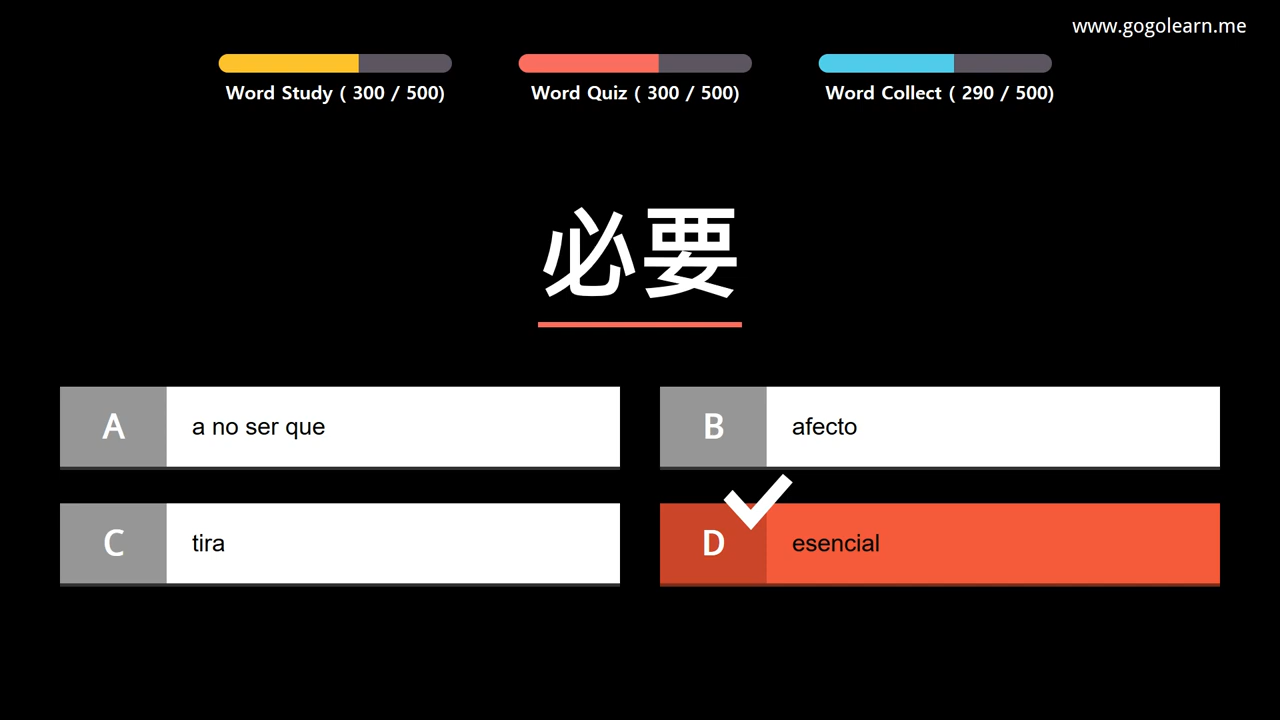 www.gogolearn.me
Word Study ( 300 / 500)
Word Quiz ( 300 / 500)
Word Collect ( 290 / 500)
必要
A
a no ser que
B
afecto
C
tira
D
esencial